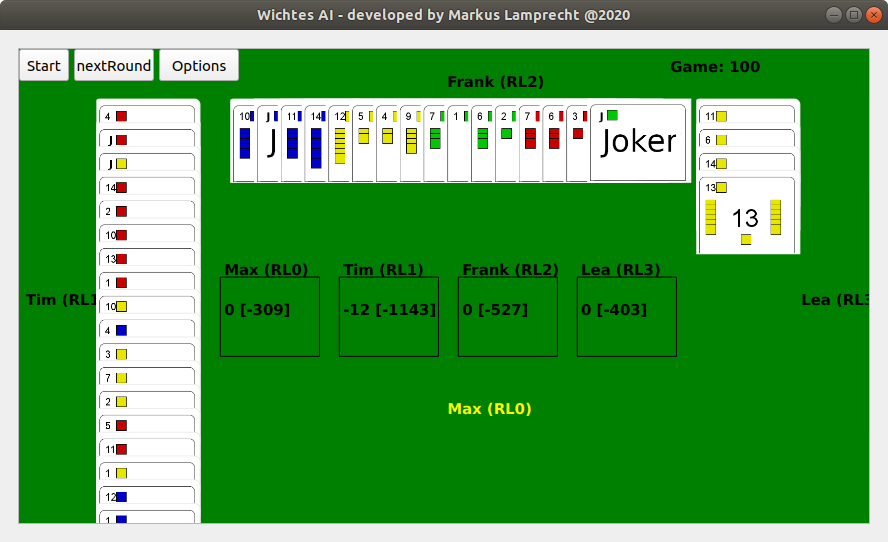 Wichtes AI - developed by Markus Lamprecht @2020
Start nextRound Options
Game: 100
Frank (RL2)
4
J
J
14
2
10
13
1
10
4
3
7
2
5
11
1
12
1
10 J 11 14 12 5 4 9 7 1 6 2 7 6 3 J
J Joker
11
6
14
13
13
Max (RL0) Tim (RL1) Frank (RL2) Lea (RL3)
0 [-309] -12 [-1143] 0 [-527] 0 [-403]
Tim (RL1
Lea (RL3
Max (RL0)